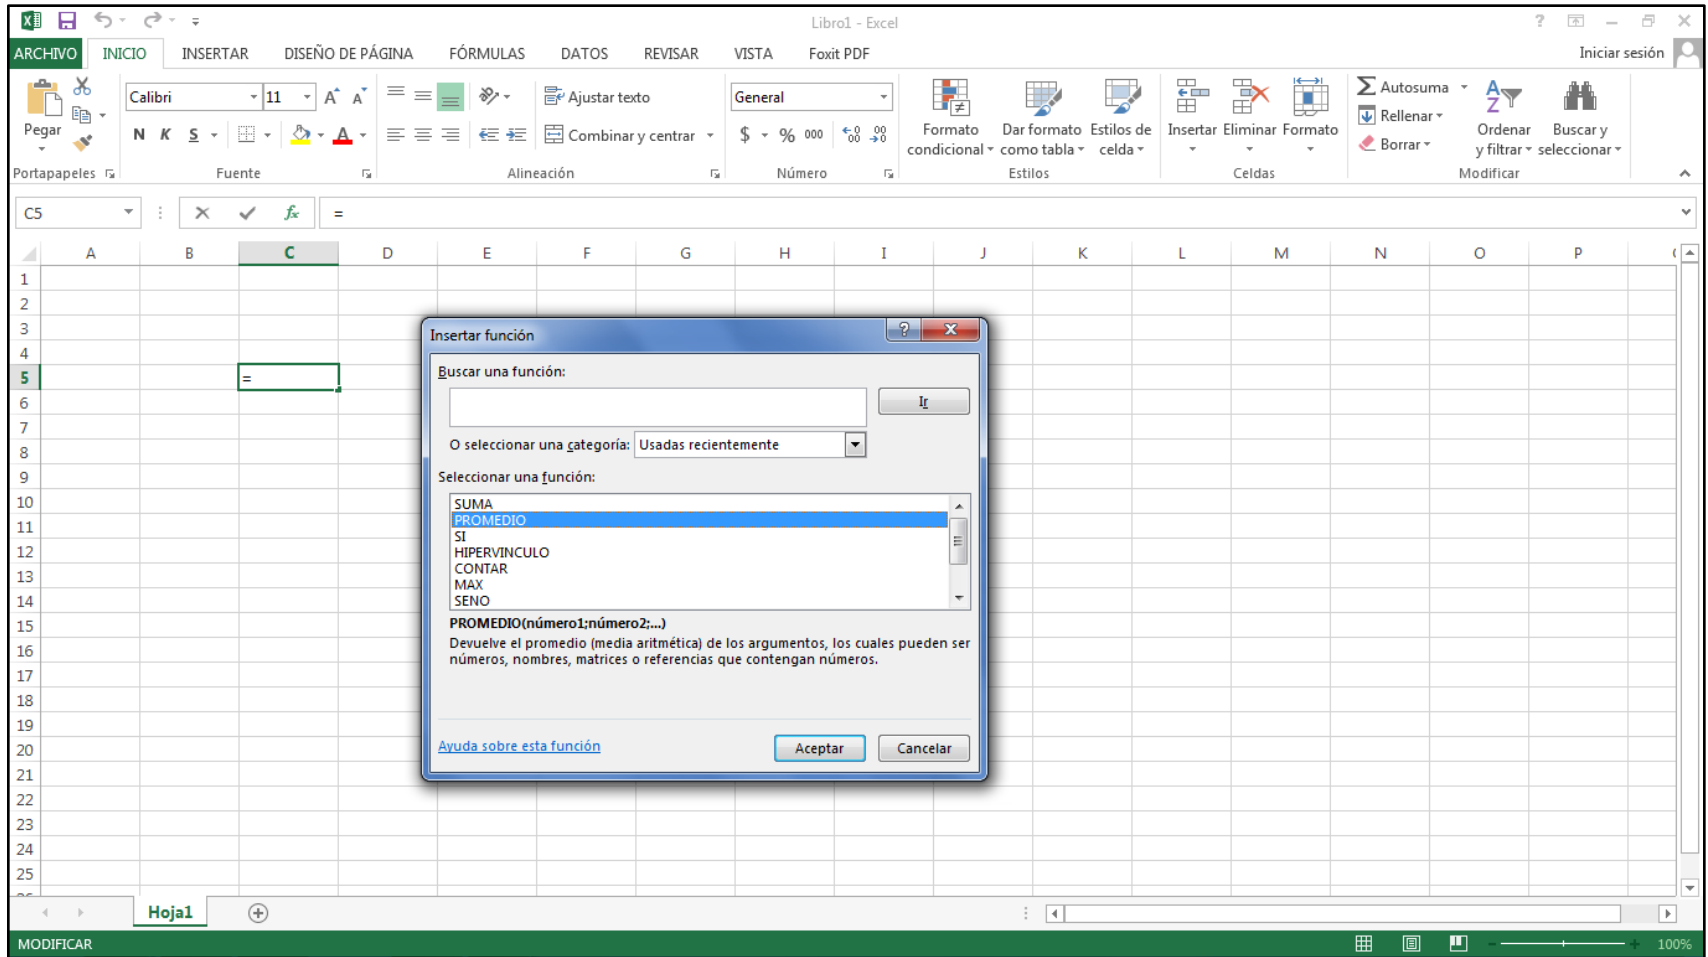 Libro1 - Excel
ARCHIVO INICIO INSERTAR DISEÑO DE PÁGINA FÓRMULAS DATOS REVISAR VISTA Foxit PDF Iniciar sesión
Pegar
Portapapeles
Calibri 11
N K S
Fuente
Ajustar texto
Combinar y centrar
Alineación
General
$ % 000
Número
Formato condicional
Dar formato como tabla
Estilos de celda
Estilos
Insertar Eliminar Formato
Celdas
Autosuma
Rellenar
Borrar
Ordenar y filtrar
Buscar y seleccionar
Modificar
C5 fx =
A B C D E F G H I J K L M N O P
1
2
3
4
5 =
6
7
8
9
10
11
12
13
14
15
16
17
18
19
20
21
22
23
24
25
Insertar función
Buscar una función:
Ir
O seleccionar una categoría: Usadas recientemente
Seleccionar una función:
SUMA
PROMEDIO
SI
HIPERVINCULO
CONTAR
MAX
SENO
PROMEDIO(número1;número2;...)
Devuelve el promedio (media aritmética) de los argumentos, los cuales pueden ser
números, nombres, matrices o referencias que contengan números.
Ayuda sobre esta función Aceptar Cancelar
Hoja1
MODIFICAR 100%